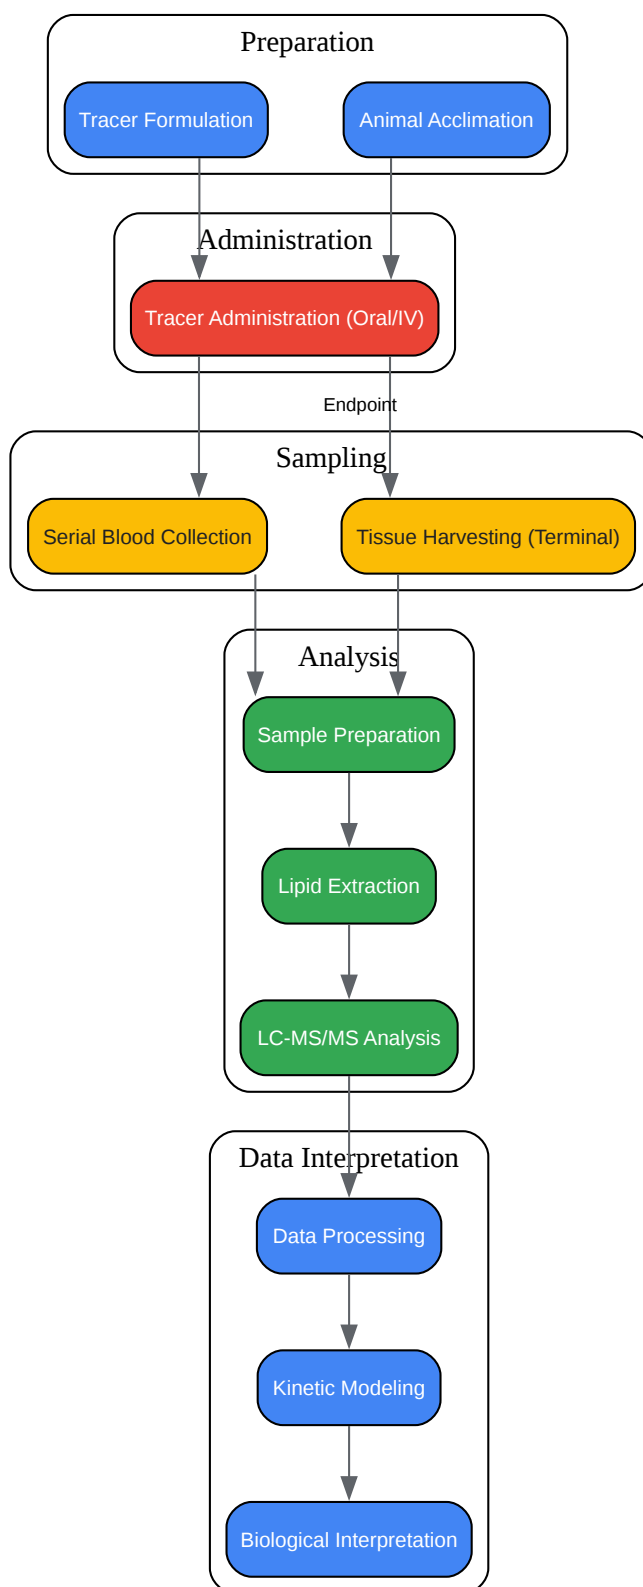 Preparation
Tracer Formulation
Animal Acclimation
Administration
Tracer Administration (Oral/IV)
Endpoint
Sampling
Serial Blood Collection
Tissue Harvesting (Terminal)
Analysis
Sample Preparation
Lipid Extraction
LC-MS/MS Analysis
Data Interpretation
Data Processing
Kinetic Modeling
Biological Interpretation